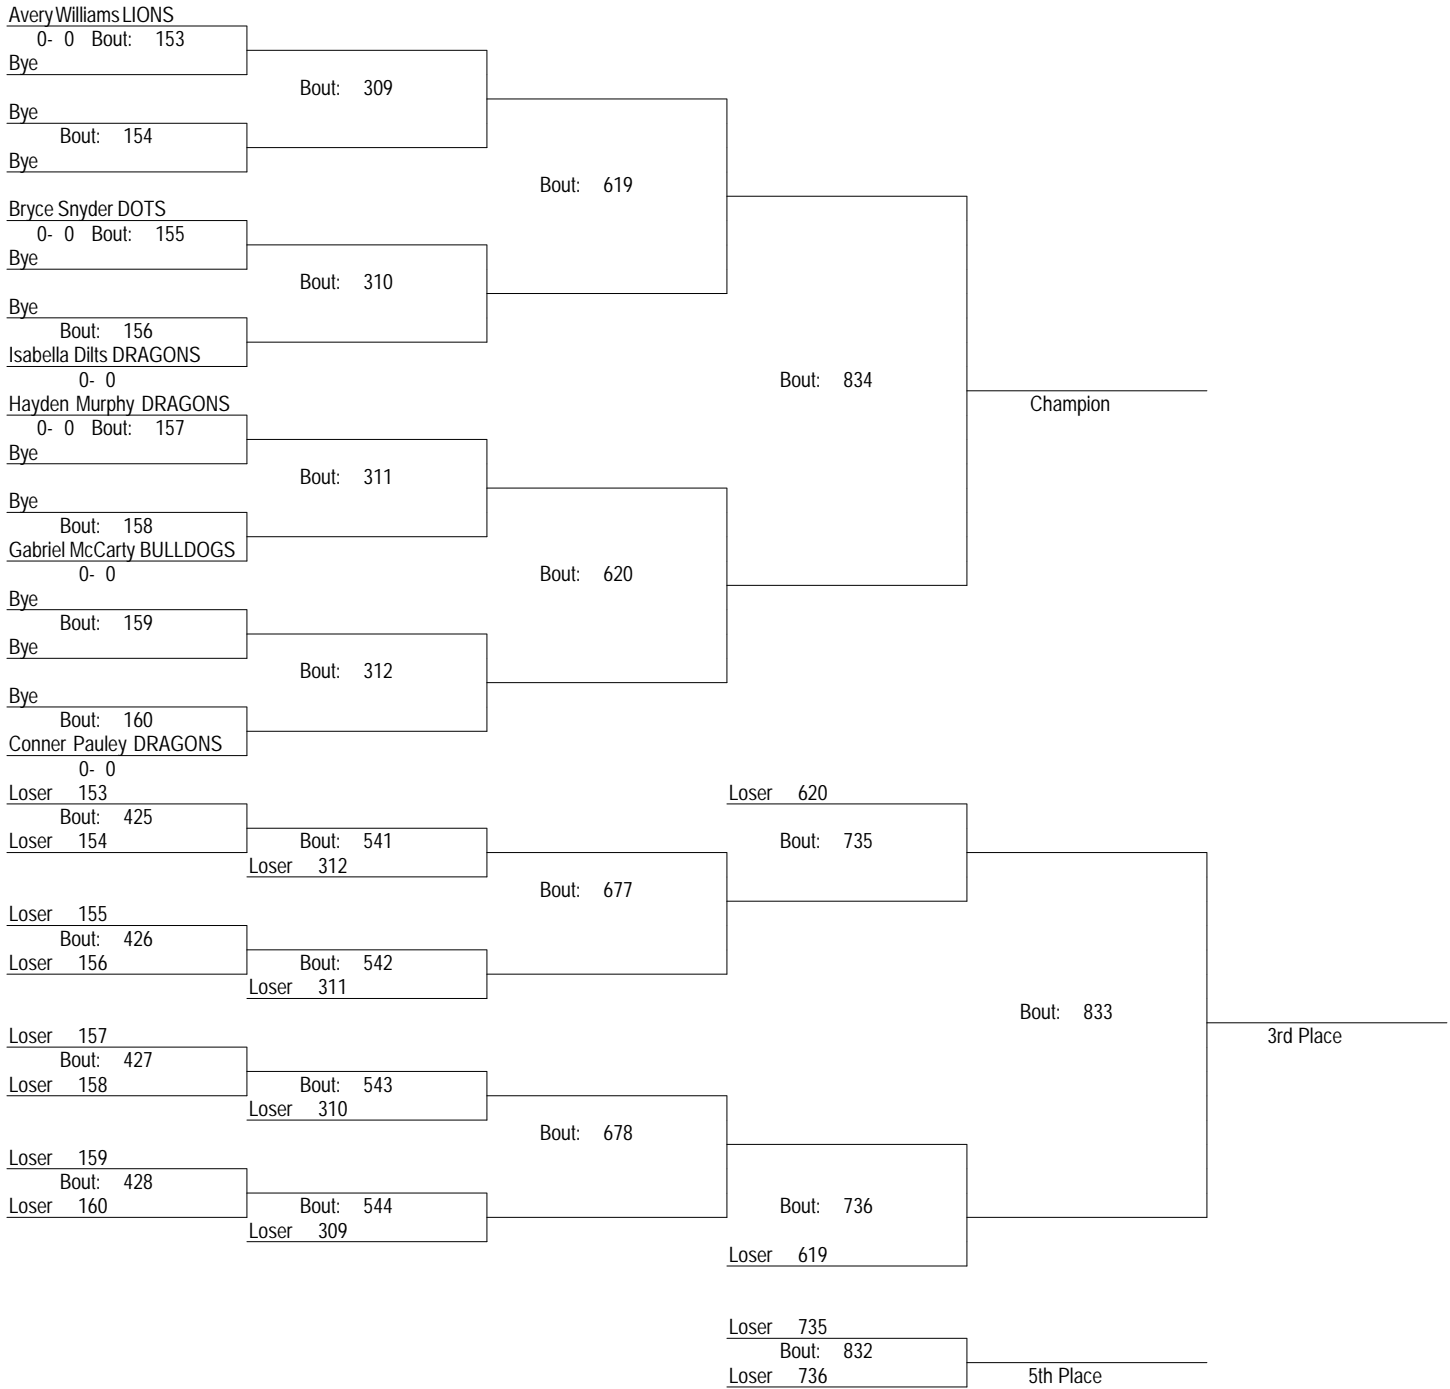 Avery Williams LIONS
0- 0 Bout: 153
Bye
Bout: 309
Bye
Bout: 154
Bye
Bout: 619
Bryce Snyder DOTS
0- 0 Bout: 155
Bye
Bout: 310
Bye
Bout: 156
Isabella Dilts DRAGONS
0- 0
Bout: 834
Hayden Murphy DRAGONS
Champion
0- 0 Bout: 157
Bye
Bout: 311
Bye
Bout: 158
Gabriel McCarty BULLDOGS
0- 0
Bout: 620
Bye
Bout: 159
Bye
Bout: 312
Bye
Bout: 160
Conner Pauley DRAGONS
0- 0
Loser 153
Loser 620
Bout: 425
Loser 154
Bout: 541
Bout: 735
Loser 312
Bout: 677
Loser 155
Bout: 426
Loser 156
Bout: 542
Loser 311
Bout: 833
Loser 157
3rd Place
Bout: 427
Loser 158
Bout: 543
Loser 310
Bout: 678
Loser 159
Bout: 428
Loser 160
Bout: 544
Bout: 736
Loser 309
Loser 619
Loser 735
Bout: 832
Loser 736
5th Place